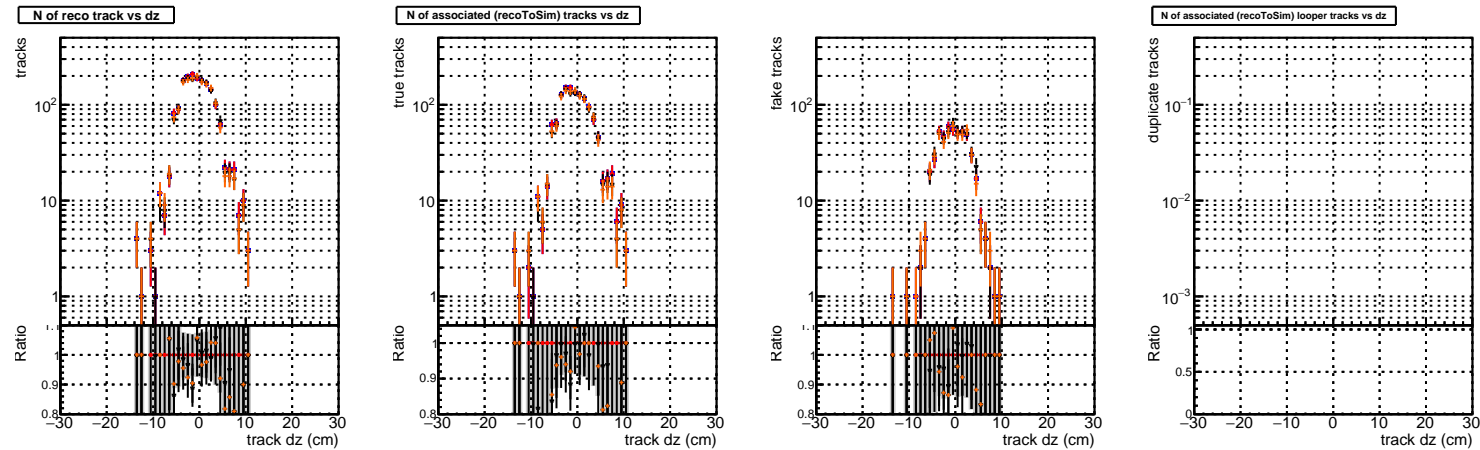 N of reco track vs dz
tracks
10²
10
1
Ratio
1.1
1
0.9
0.8
−30 −20 −10 0 10 20 30
track dz (cm)
N of associated (recoToSim) tracks vs dz
true tracks
10²
10
1
Ratio
1
0.9
0.8
−30 −20 −10 0 10 20 30
track dz (cm)
fake tracks
10²
10
1
Ratio
1.1
1
0.9
0.8
−30 −20 −10 0 10 20 30
track dz (cm)
N of associated (recoToSim) looper tracks vs dz
duplicate tracks
10⁻¹
10⁻²
10⁻³
Ratio
1
0.5
0
−30 −20 −10 0 10 20 30
track dz (cm)